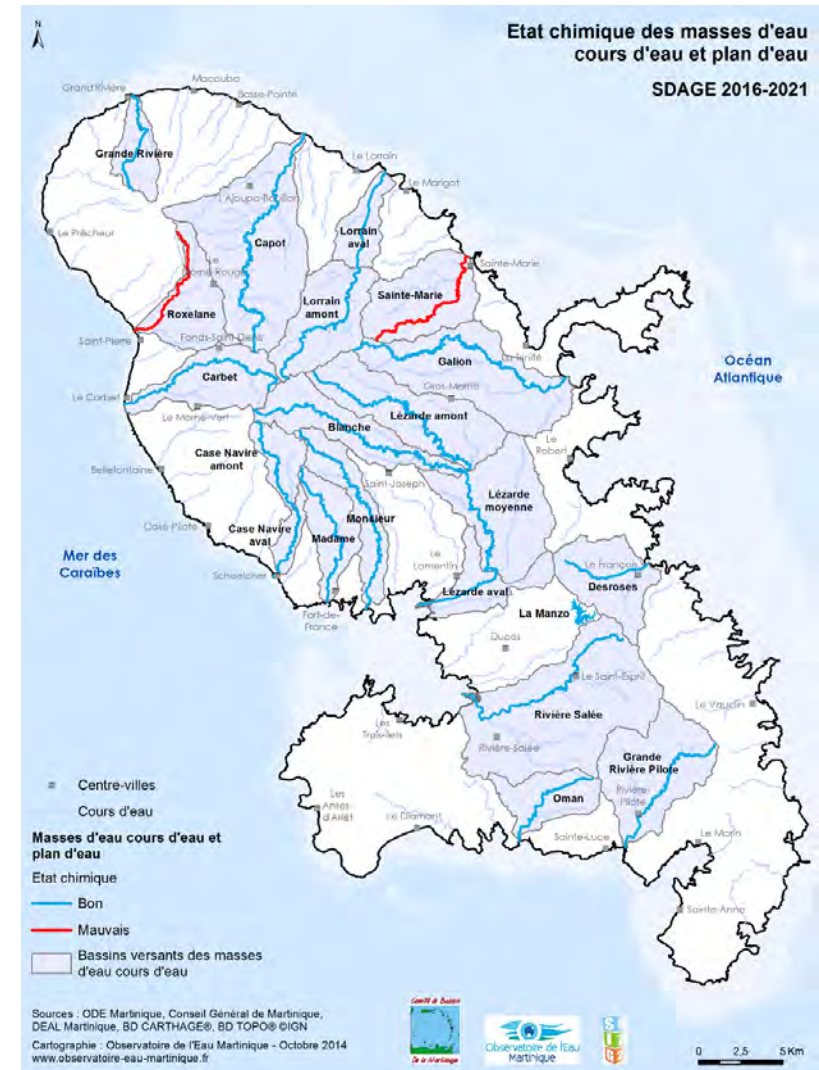 N
Etat chimique des masses d'eau
cours d'eau et plan d'eau
SDAGE 2016-2021
Grand'Rivière
Macouba
Basse-Pointe
Grande Rivière
Le Lorrain
Le Marigot
L'Ajoupa-Bouillon
Le Prêcheur
Capot
Lorrain
aval
Le
Morne-Rouge
Sainte-Marie
Sainte-Marie
Lorrain
amont
Roxelane
Saint-Pierre
Fonds-Saint-Denis
La Trinité
Galion
Océan
Atlantique
Carbet
Gros-Morne
Le Carbet
Le Morne-Vert
Lézarde amont
Blanche
Le
Robert
Case Navire
amont
Bellefontaine
Saint-Joseph
Lézarde
moyenne
Case-Pilote
Case Navire
aval
Monsieur
Madame
Mer des
Caraïbes
Le
Lamentin
Le François
Schoelcher
Desroses
Lézarde aval
Fort-de-
France
La Manzo
Ducos
Le Saint-Esprit
Le Vauclin
Rivière Salée
Les
Trois-Ilets
Rivière-Salée
Grande
Rivière Pilote
Centre-villes
Les
Anses
d'Arlet
Oman
Rivière-
Pilote
Cours d'eau
Le Diamant
Sainte-Luce
Le Marin
Masses d'eau cours d'eau et
plan d'eau
Etat chimique
Bon
Sainte-Anne
Mauvais
Bassins versants des masses
d'eau cours d'eau
Sources : ODE Martinique, Conseil Général de Martinique,
DEAL Martinique, BD CARTHAGE®, BD TOPO® ©IGN
Cartographie : Observatoire de l'Eau Martinique - Octobre 2014
www.observatoire-eau-martinique.fr
Comité de Bassin
De la Martinique
Observatoire de l'Eau
Martinique
0 2,5 5 Km